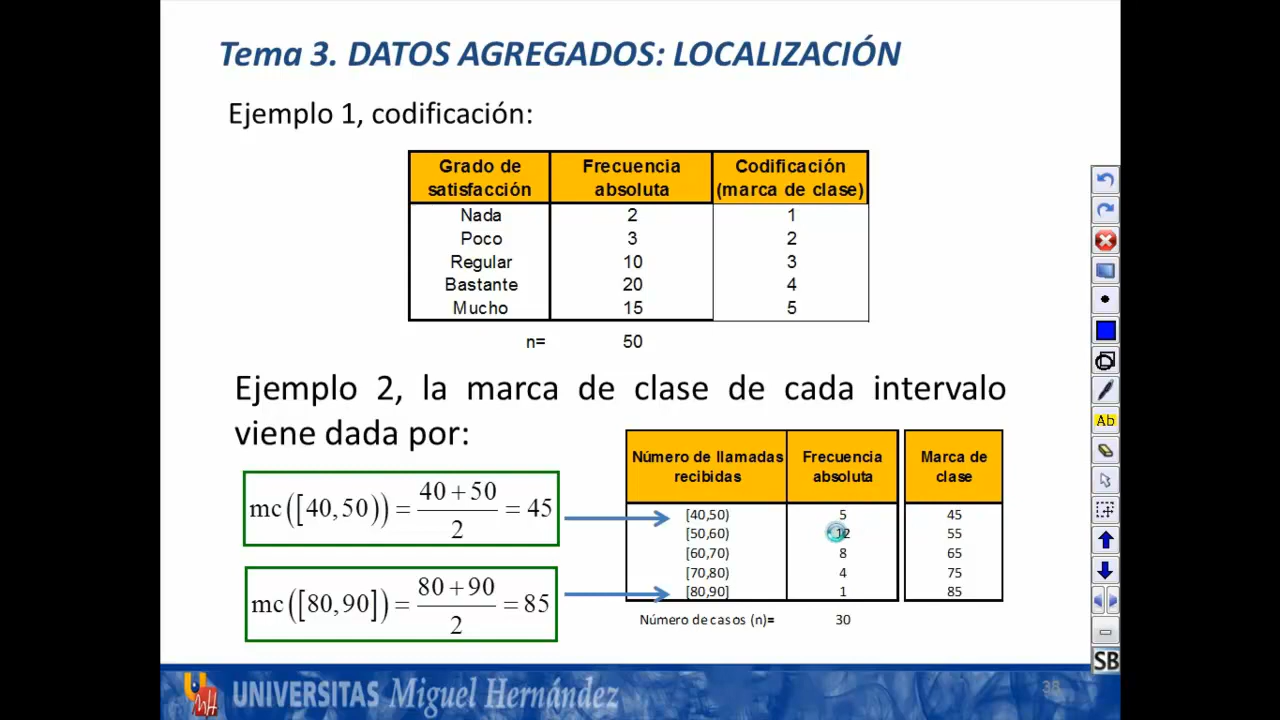 Tema 3. DATOS AGREGADOS: LOCALIZACIÓN
Ejemplo 1, codificación:
Grado de satisfacción Frecuencia absoluta Codificación (marca de clase)
Nada 2 1
Poco 3 2
Regular 10 3
Bastante 20 4
Mucho 15 5
n= 50
Ejemplo 2, la marca de clase de cada intervalo
viene dada por:
mc([40,50)) = 40+50 / 2 = 45
mc([80,90]) = 80+90 / 2 = 85
Número de llamadas recibidas Frecuencia absoluta Marca de clase
[40,50) 5 45
[50,60) 12 55
[60,70) 8 65
[70,80) 4 75
[80,90] 1 85
Número de casos (n)= 30
UNIVERSITAS Miguel Hernández
Ab
SB